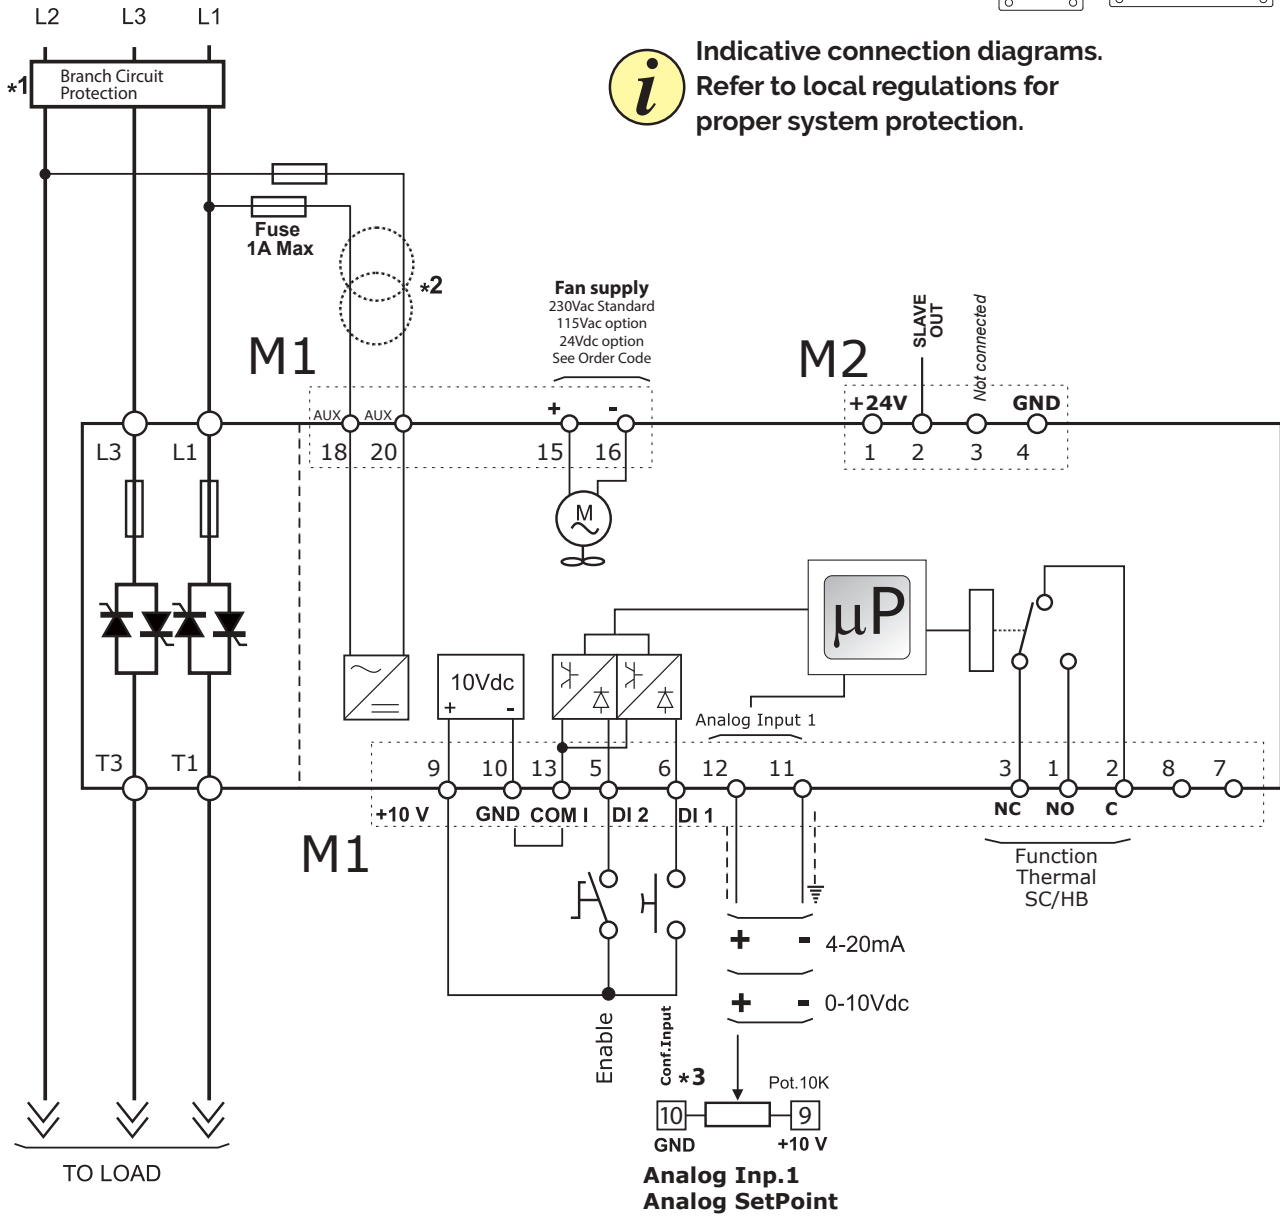 L2 L3 L1
Indicative connection diagrams.
Refer to local regulations for
proper system protection.
*1
Branch Circuit
Protection
Fuse
1A Max
*2
Fan supply
230Vac Standard
115Vac option
24Vdc option
See Order Code
SLAVE
OUT
Not connected
M1
M2
AUX AUX
+ -
+24V GND
L3 L1
18 20 15 16
1 2 3 4
M
µP
10Vdc
+ -
Analog Input 1
T3 T1
9 10 13 5 6 12 11
3 1 2 8 7
+10 V GND COM I DI 2 DI 1
NC NO C
M1
Function
Thermal
SC/HB
+ - 4-20mA
+ - 0-10Vdc
Enable
Conf.Input
*3
Pot.10K
10 9
GND +10 V
TO LOAD
Analog Inp.1
Analog SetPoint